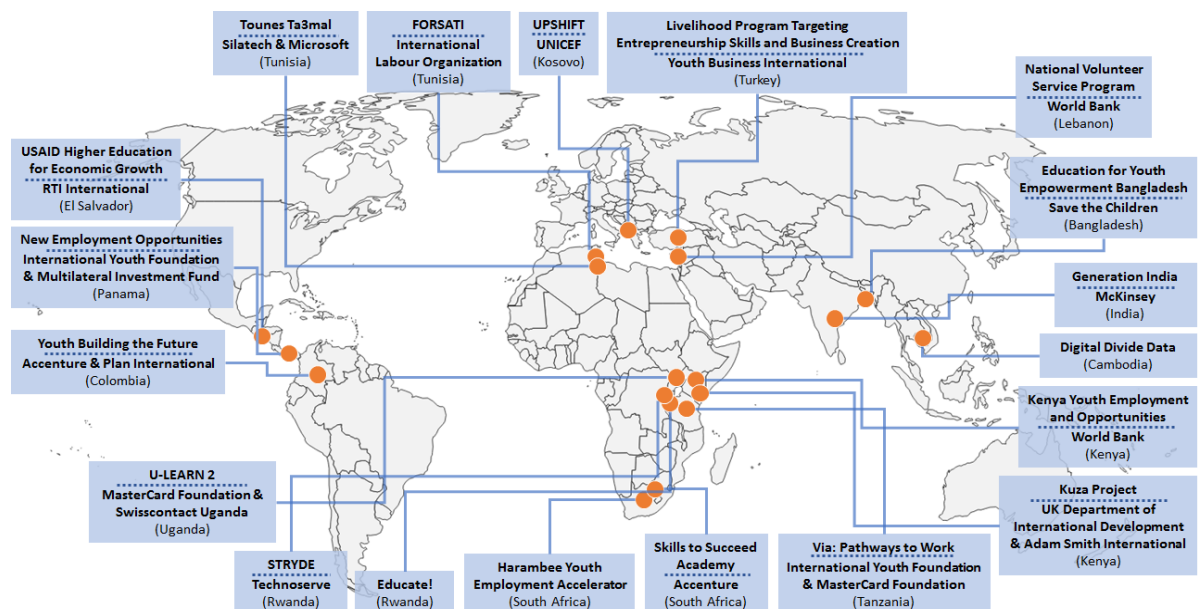 Tounes Ta3mal
Silatech & Microsoft
(Tunisia)
FORSATI
International
Labour Organization
(Tunisia)
UPSHIFT
UNICEF
(Kosovo)
Livelihood Program Targeting
Entrepreneurship Skills and Business Creation
Youth Business International
(Turkey)
National Volunteer
Service Program
World Bank
(Lebanon)
USAID Higher Education
for Economic Growth
RTI International
(El Salvador)
Education for Youth
Empowerment Bangladesh
Save the Children
(Bangladesh)
New Employment Opportunities
International Youth Foundation
& Multilateral Investment Fund
(Panama)
Generation India
McKinsey
(India)
Youth Building the Future
Accenture & Plan International
(Colombia)
Digital Divide Data
(Cambodia)
Kenya Youth Employment
and Opportunities
World Bank
(Kenya)
U-LEARN 2
MasterCard Foundation &
Swisscontact Uganda
(Uganda)
Kuza Project
UK Department of
International Development
& Adam Smith International
(Kenya)
STRYDE
Technoserve
(Rwanda)
Educate!
(Rwanda)
Harambee Youth
Employment Accelerator
(South Africa)
Skills to Succeed
Academy
Accenture
(South Africa)
Via: Pathways to Work
International Youth Foundation
& MasterCard Foundation
(Tanzania)